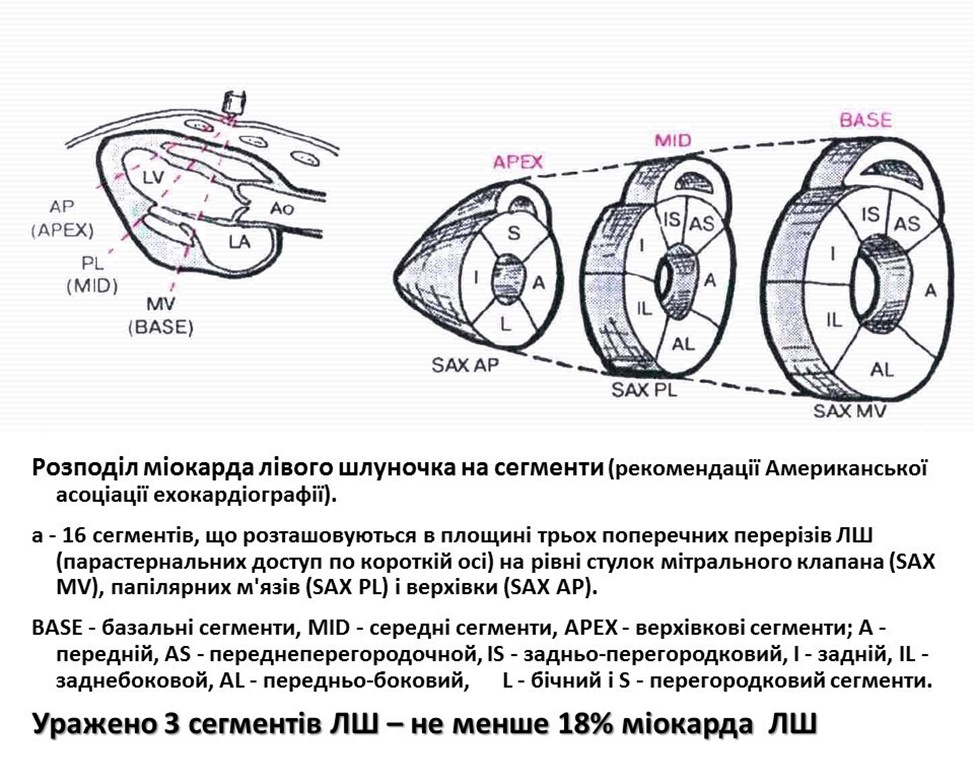 BASE
MID
APEX
LV
Ao
LA
AP
(APEX)
PL
(MID)
MV
(BASE)
S
I
A
L
SAX AP
IS
AS
I
A
IL
AL
SAX PL
IS
AS
I
A
IL
AL
SAX MV
Розподіл міокарда лівого шлуночка на сегменти (рекомендації Американської
асоціації ехокардіографії).
а - 16 сегментів, що розташовуються в площині трьох поперечних перерізів ЛШ
(парастернальних доступ по короткій осі) на рівні стулок мітрального клапана (SAX
MV), папілярних м'язів (SAX PL) і верхівки (SAX AP).
BASE - базальні сегменти, MID - середні сегменти, APEX - верхівкові сегменти; A -
передній, AS - переднеперегородочной, IS - задньо-перегородковий, I - задній, IL -
заднебоковой, AL - передньо-боковий, L - бічний і S - перегородковий сегменти.
Уражено 3 сегментів ЛШ – не менше 18% міокарда ЛШ